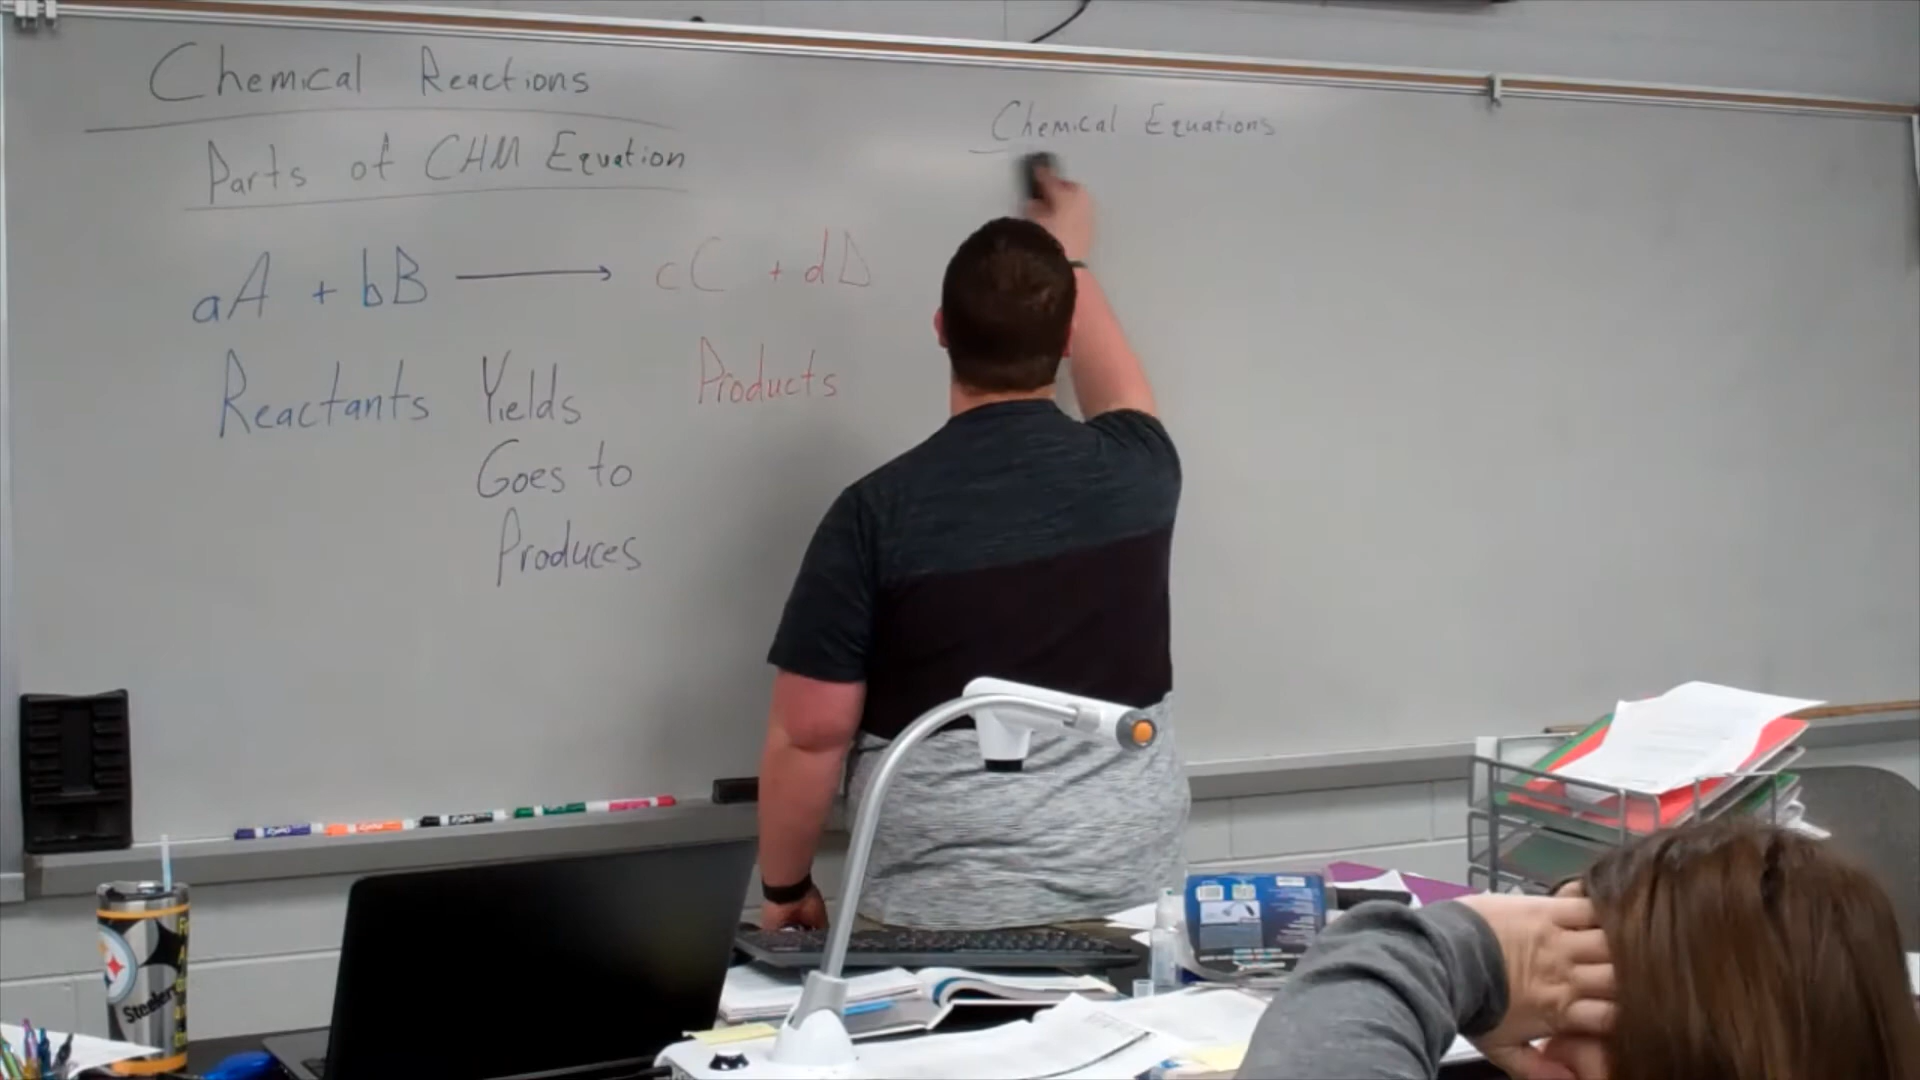 Chemical Reactions
Parts of CHM Equation
aA + bB → cC + dD
Reactants Yields Products
Goes to
Produces
Chemical Equations
Steelers